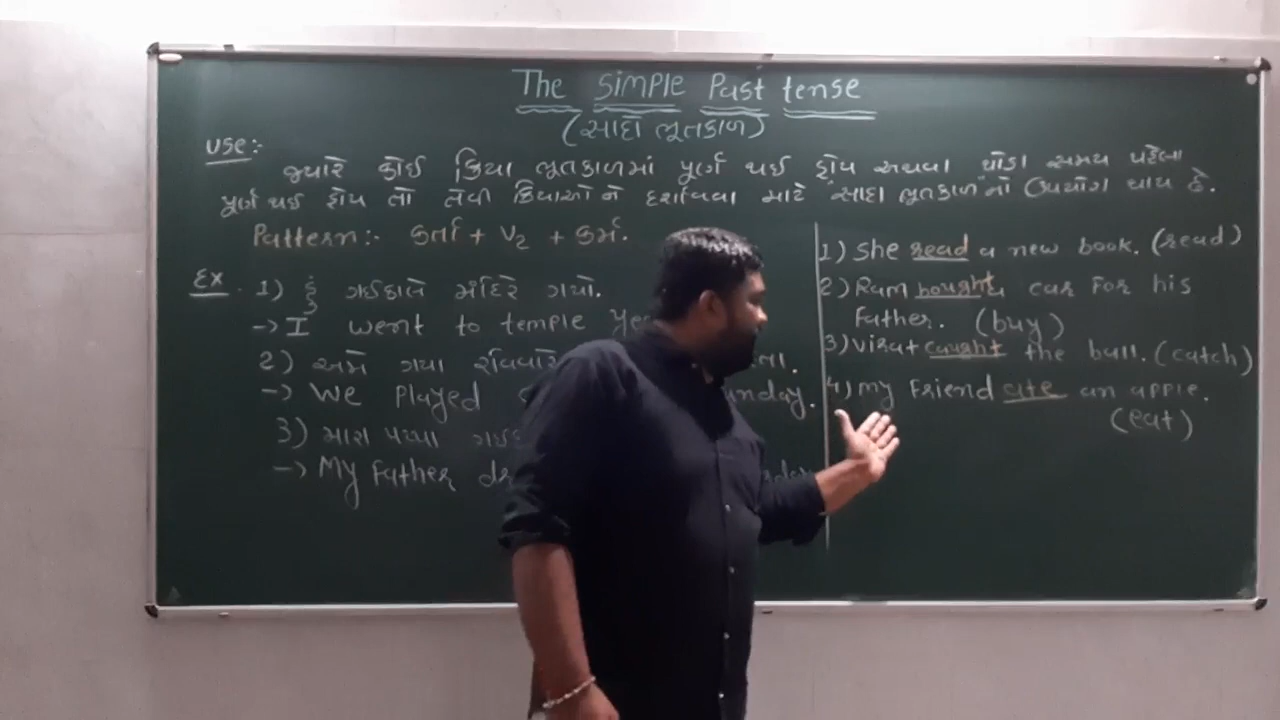 The Simple Past tense
(સાદો ભૂતકાળ)
Use:-
જ્યારે કોઈ ક્રિયા ભૂતકાળમાં પૂર્ણ થઈ હોય અથવા થોડા સમય પહેલા
પૂર્ણ થઈ હોય તો તેવી ક્રિયાઓને દર્શાવવા માટે "સાદા ભૂતકાળ"નો ઉપયોગ થાય છે.
Pattern:- કર્તા + V2 + કર્મ.
Ex. 1) હું ગઈકાલે મંદિરે ગયો.
-> I went to temple
2) અમે ગયા રવિવારે
-> We played
3) મારા પપ્પા
-> My Father
1) She read a new book. (read)
2) Ram bought a car For his
Father. (buy)
3) Virat caught the ball. (catch)
4) My Friend ate an apple.
(eat)